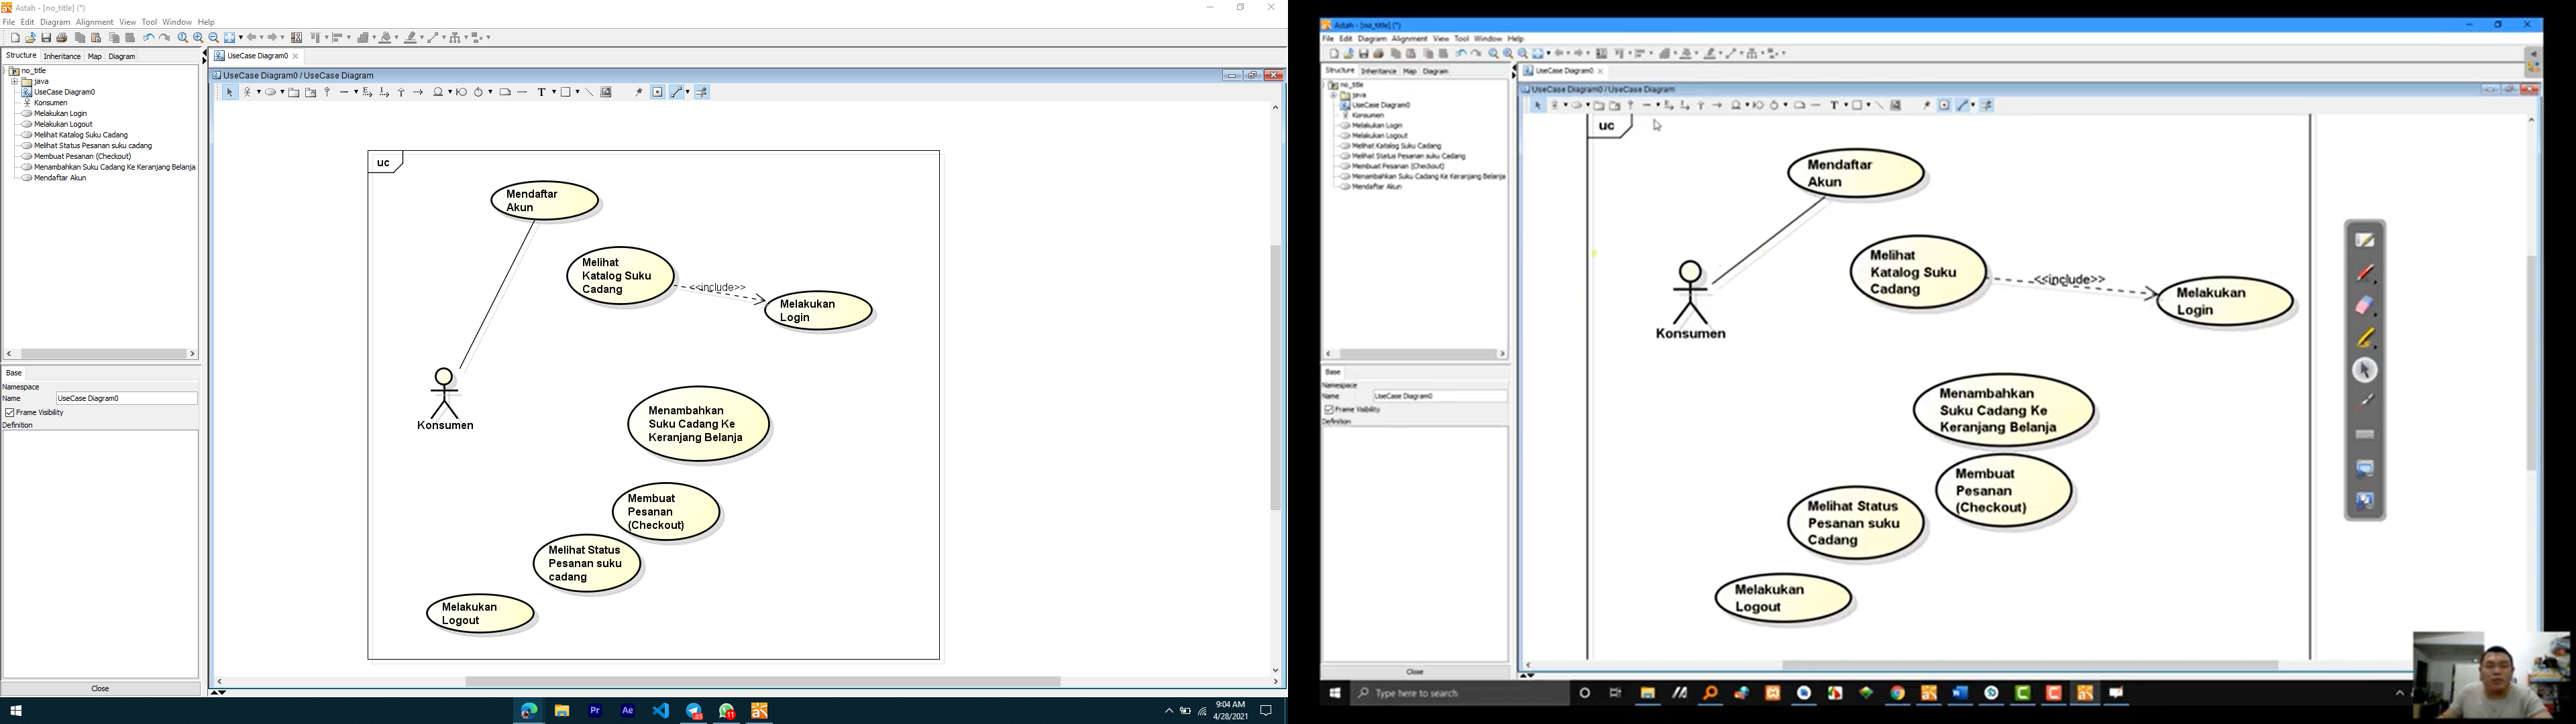 Astah - [no_title] (*)
File Edit Diagram Alignment View Tool Window Help
Structure Inheritance Map Diagram
no_title
java
UseCase Diagram0
Konsumen
Melakukan Login
Melakukan Logout
Melihat Katalog Suku Cadang
Melihat Status Pesanan suku cadang
Membuat Pesanan (Checkout)
Menambahkan Suku Cadang Ke Keranjang Belanja
Mendaftar Akun
Base
Namespace
Name UseCase Diagram0
Frame Visibility
Definition
Close
UseCase Diagram0
UseCase Diagram0 / UseCase Diagram
T
uc
Mendaftar
Akun
Melihat
Katalog Suku
Cadang
<<include>>
Melakukan
Login
Konsumen
Menambahkan
Suku Cadang Ke
Keranjang Belanja
Membuat
Pesanan
(Checkout)
Melihat Status
Pesanan suku
cadang
Melakukan
Logout
Pr
Ae
11
9:04 AM
4/28/2021
Astah - [no_title] (*)
File Edit Diagram Alignment View Tool Window Help
Structure Inheritance Map Diagram
no_title
java
UseCase Diagram0
Konsumen
Melakukan Login
Melakukan Logout
Melihat Katalog Suku Cadang
Melihat Status Pesanan suku Cadang
Membuat Pesanan (Checkout)
Menambahkan Suku Cadang Ke Keranjang Belanja
Mendaftar Akun
Base
Namespace
Name UseCase Diagram0
Frame Visibility
Definition
Close
UseCase Diagram0
UseCase Diagram0 / UseCase Diagram
T
uc
Mendaftar
Akun
Melihat
Katalog Suku
Cadang
<<include>>
Melakukan
Login
Konsumen
Menambahkan
Suku Cadang Ke
Keranjang Belanja
Membuat
Pesanan
(Checkout)
Melihat Status
Pesanan suku
Cadang
Melakukan
Logout
Type here to search